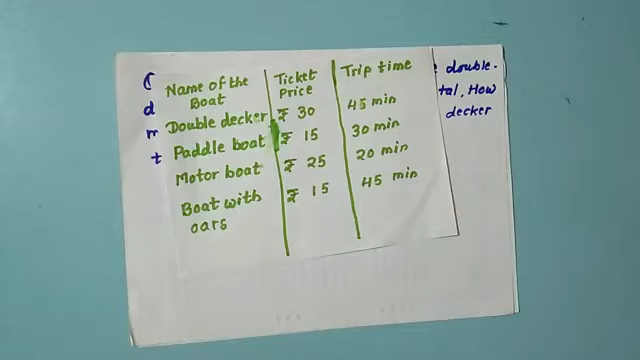 Name of the Boat | Ticket Price | Trip time
Double decker | ₹ 30 | 45 min
Paddle boat | ₹ 15 | 30 min
Motor boat | ₹ 25 | 20 min
Boat with oars | ₹ 15 | 45 min
d
m
t
double-
tal, How
decker